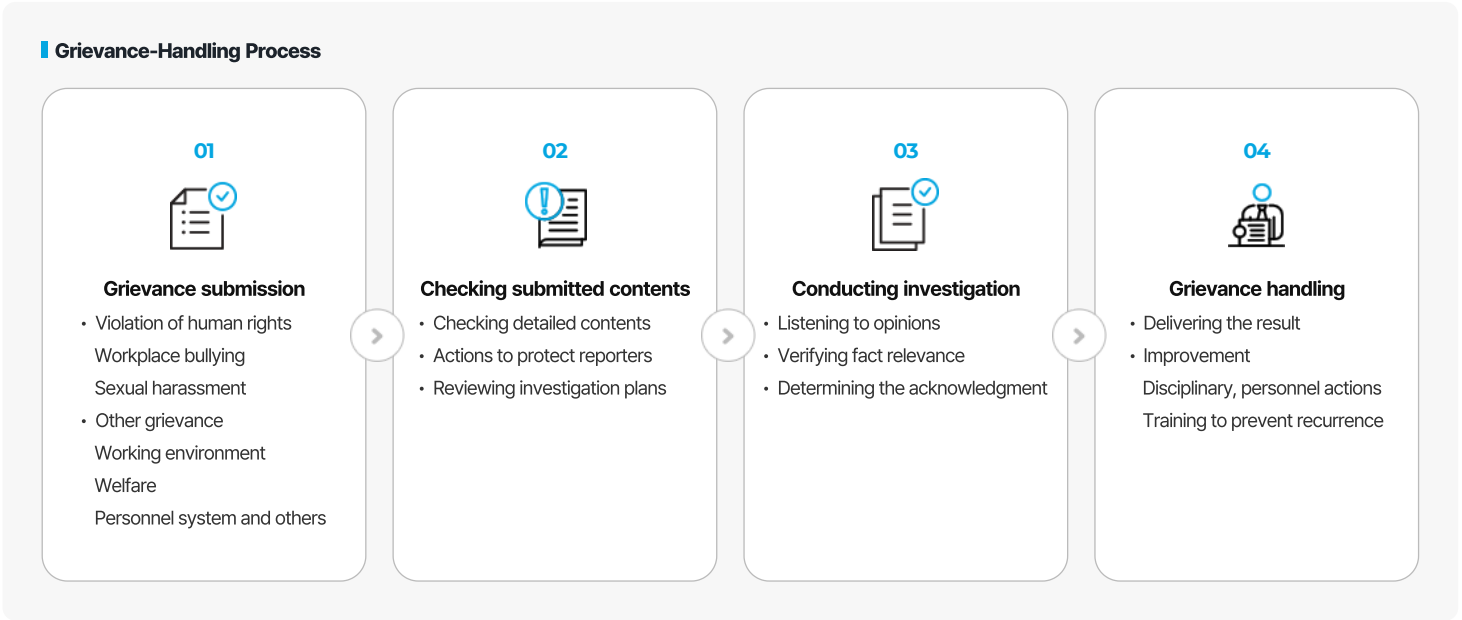 Grievance-Handling Process
01
Grievance submission
• Violation of human rights
Workplace bullying
Sexual harassment
• Other grievance
Working environment
Welfare
Personnel system and others
02
Checking submitted contents
• Checking detailed contents
• Actions to protect reporters
• Reviewing investigation plans
03
Conducting investigation
• Listening to opinions
• Verifying fact relevance
• Determining the acknowledgment
04
Grievance handling
• Delivering the result
• Improvement
Disciplinary, personnel actions
Training to prevent recurrence